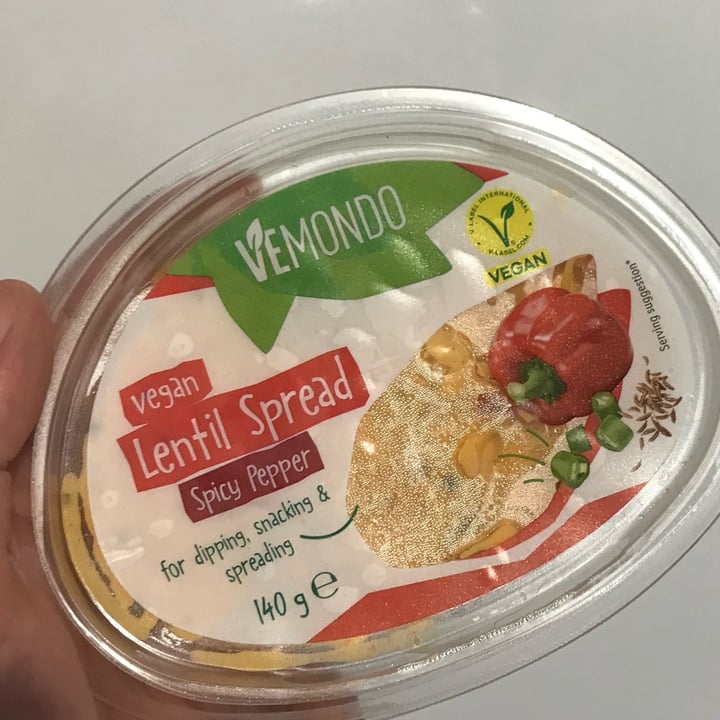 VEMONDO
V-LABEL INTERNATIONAL
V-LABEL.COM
VEGAN
Serving suggestion*
vegan
Lentil Spread
Spicy Pepper
for dipping, snacking &
spreading
140 g e